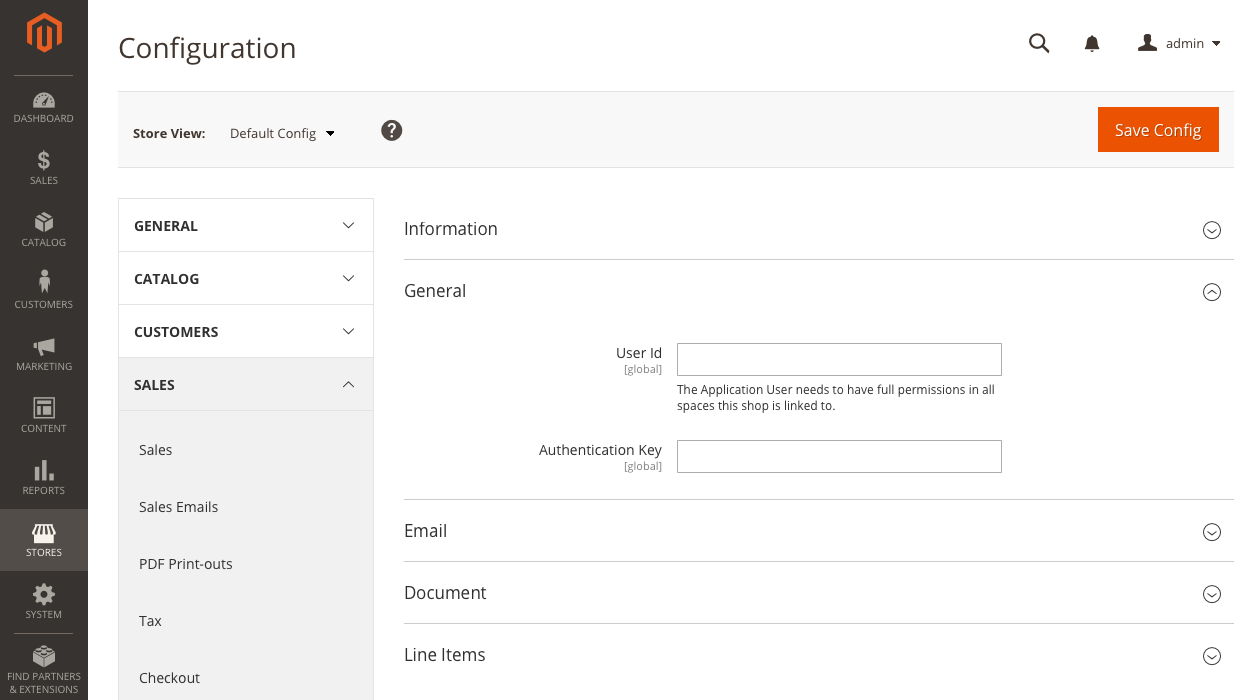 Configuration
admin
Store View:
Default Config
?
Save Config
DASHBOARD
$
SALES
CATALOG
CUSTOMERS
MARKETING
CONTENT
REPORTS
STORES
SYSTEM
FIND PARTNERS
& EXTENSIONS
GENERAL
CATALOG
CUSTOMERS
SALES
Sales
Sales Emails
PDF Print-outs
Tax
Checkout
Information
General
User Id
[global]
The Application User needs to have full permissions in all
spaces this shop is linked to.
Authentication Key
[global]
Email
Document
Line Items